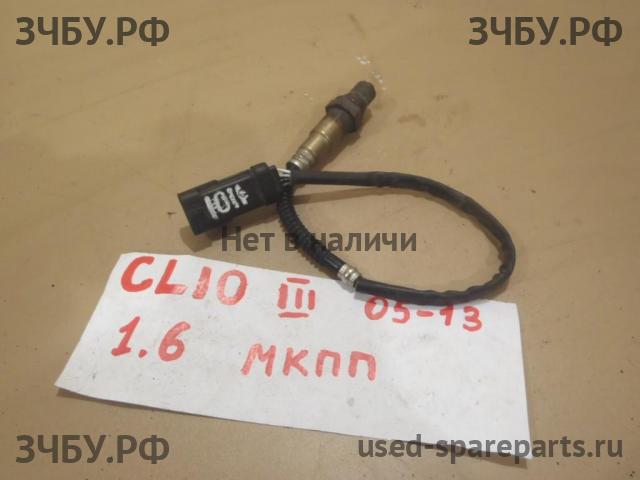 ЗЧБУ.РФ ЗЧБУ.РФ
Нет в наличии
CLIO III 05-13
1.6 МКПП
ЗЧБУ.РФ used-spareparts.ru